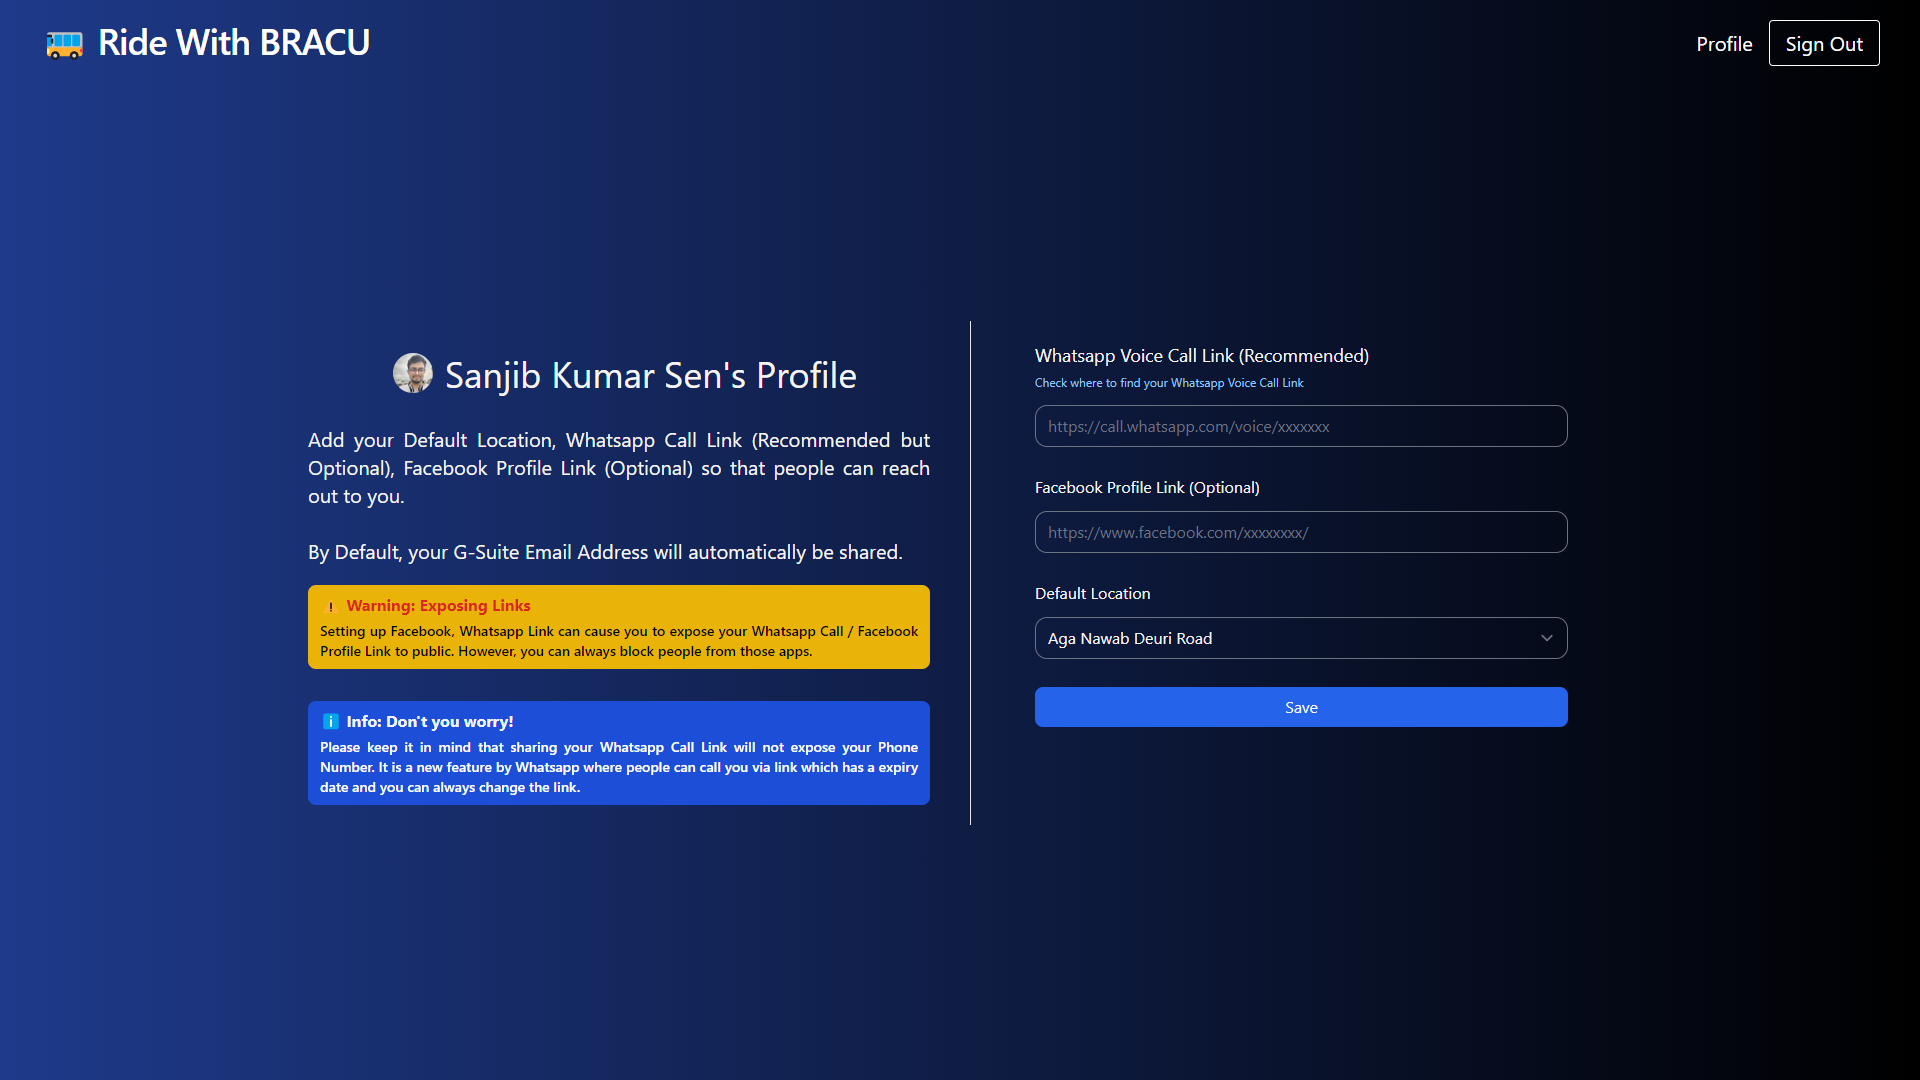 Ride With BRACU
Profile
Sign Out
Sanjib Kumar Sen's Profile
Add your Default Location, Whatsapp Call Link (Recommended but
Optional), Facebook Profile Link (Optional) so that people can reach
out to you.
By Default, your G-Suite Email Address will automatically be shared.
Warning: Exposing Links
Setting up Facebook, Whatsapp Link can cause you to expose your Whatsapp Call / Facebook
Profile Link to public. However, you can always block people from those apps.
Info: Don't you worry!
Please keep it in mind that sharing your Whatsapp Call Link will not expose your Phone
Number. It is a new feature by Whatsapp where people can call you via link which has a expiry
date and you can always change the link.
Whatsapp Voice Call Link (Recommended)
Check where to find your Whatsapp Voice Call Link
https://call.whatsapp.com/voice/xxxxxxx
Facebook Profile Link (Optional)
https://www.facebook.com/xxxxxxxx/
Default Location
Aga Nawab Deuri Road
Save